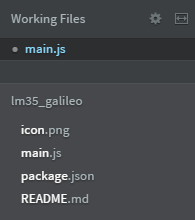 Working Files
main.js
lm35_galileo
icon.png
main.js
package.json
README.md